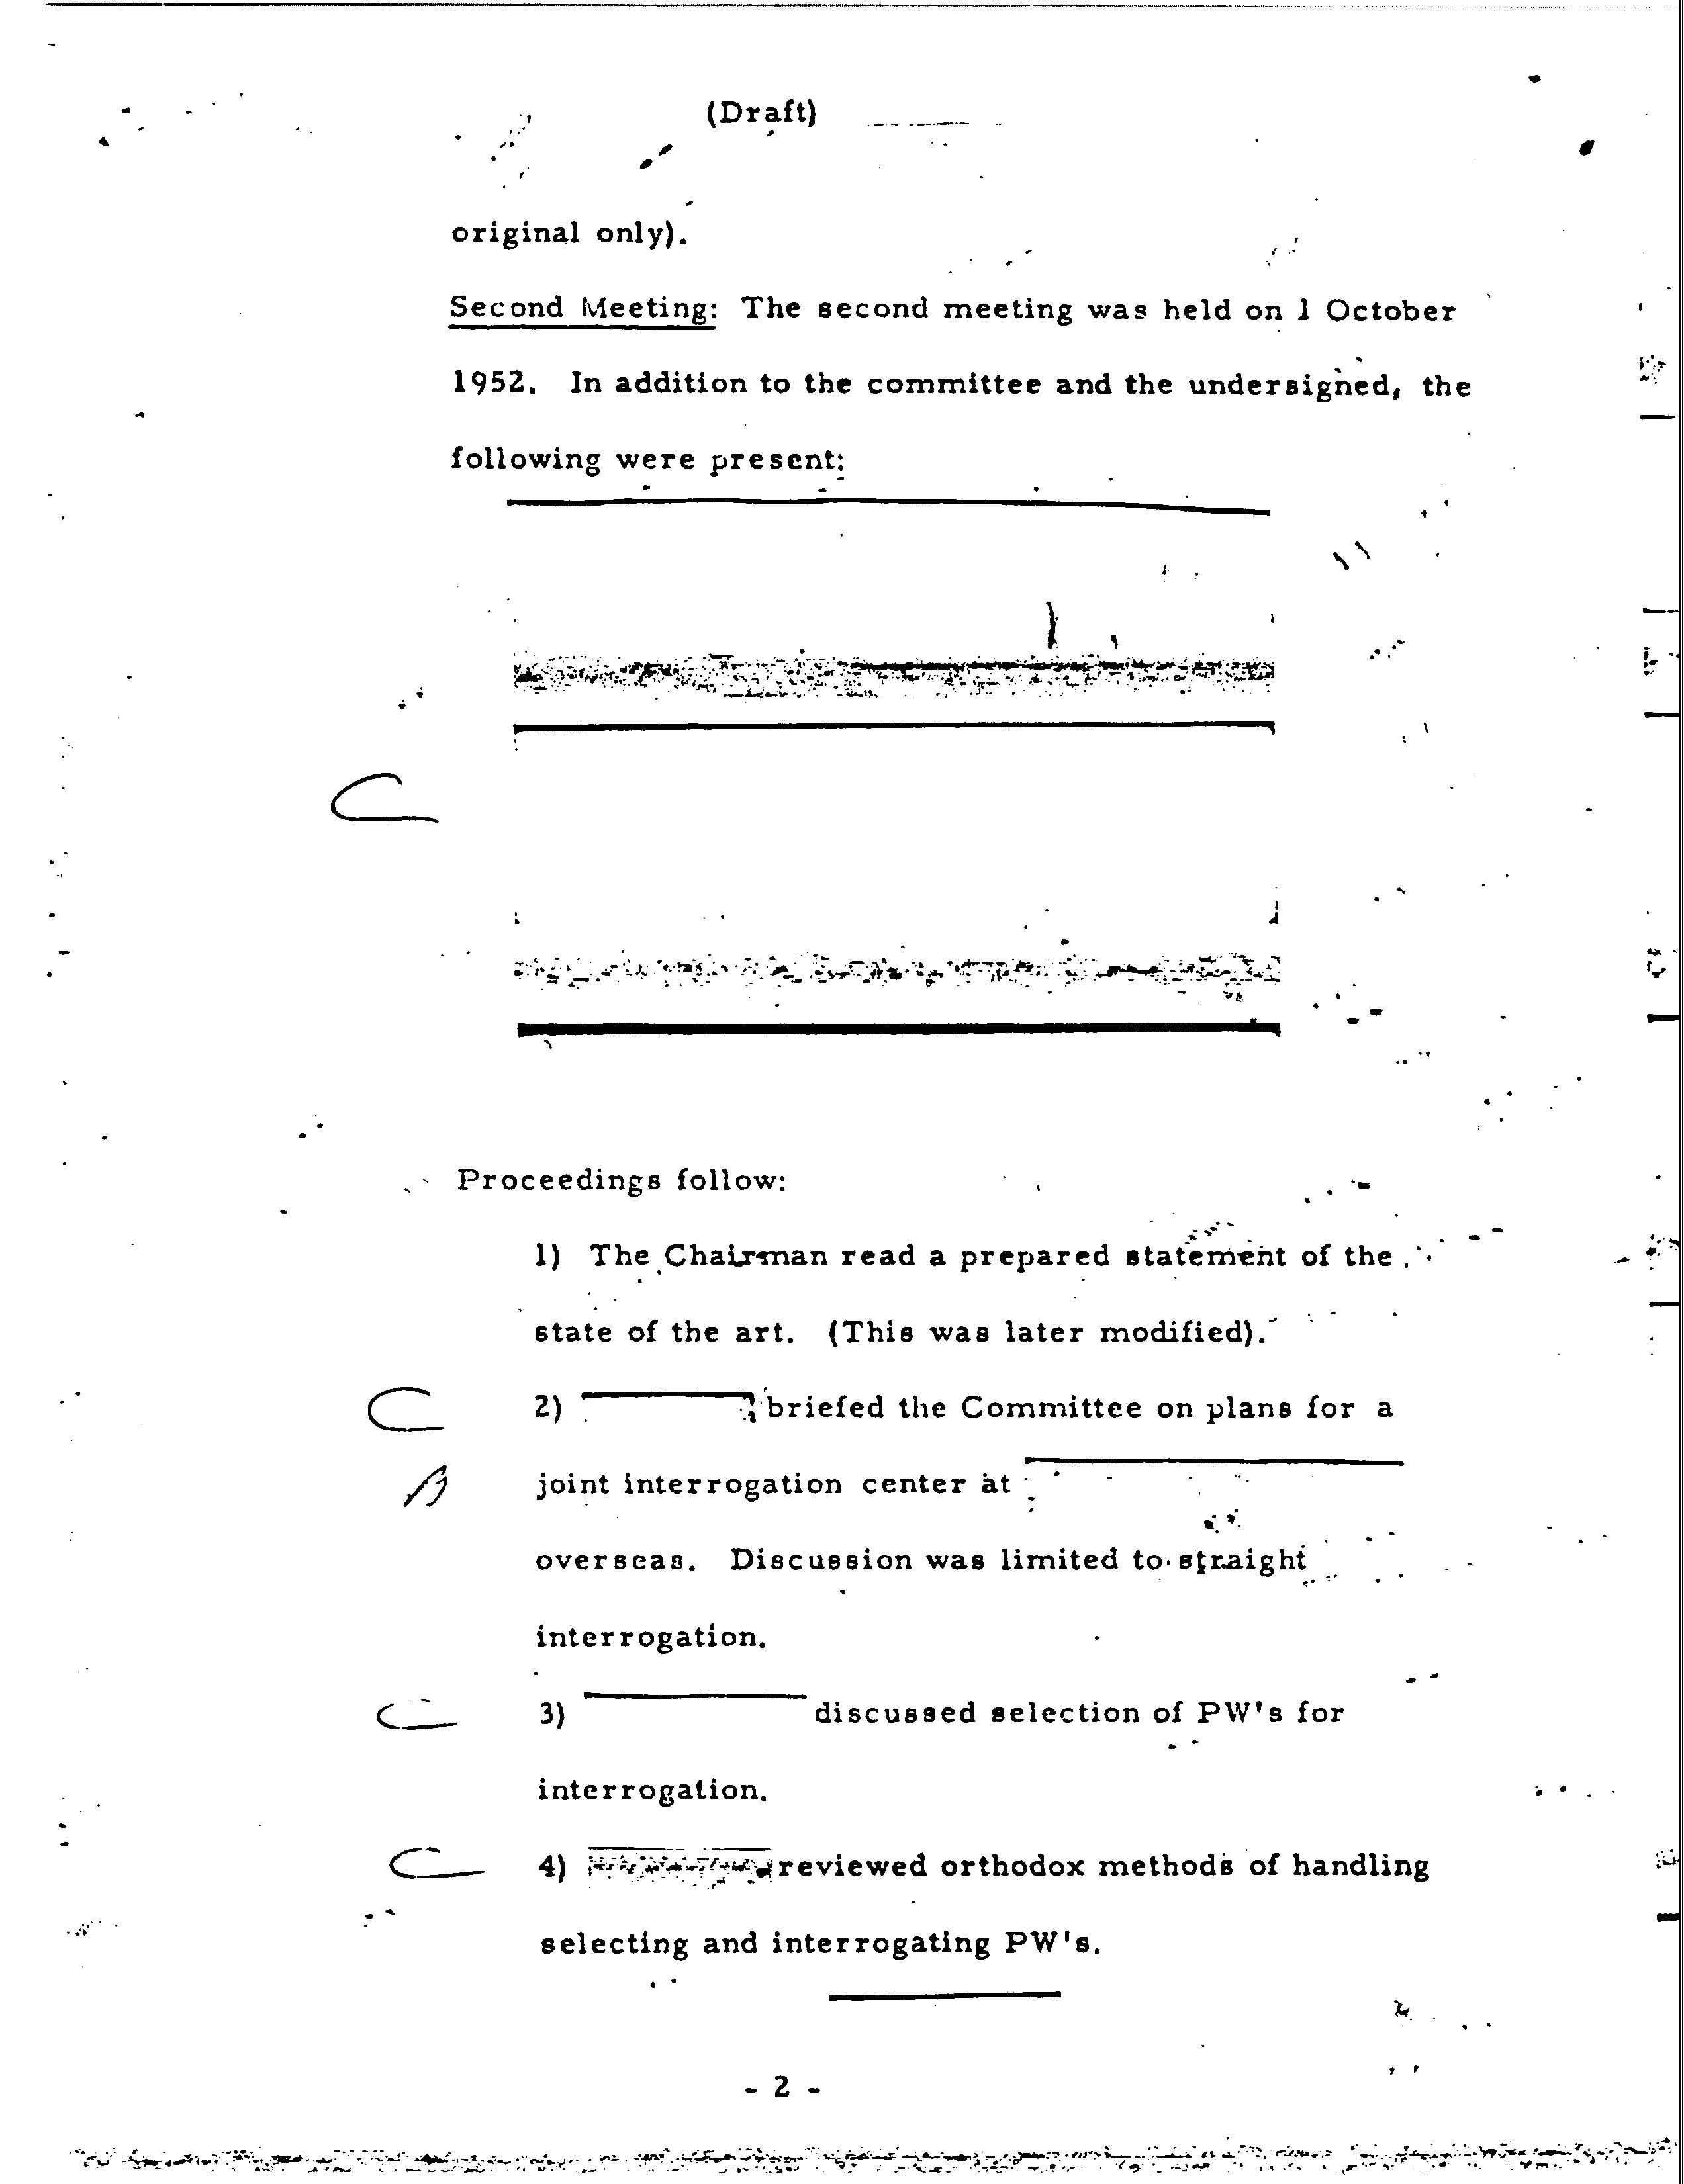 (Draft)
original only).
Second Meeting: The second meeting was held on 1 October
1952. In addition to the committee and the undersigned, the
following were present:
C
Proceedings follow:
1) The Chairman read a prepared statement of the
state of the art. (This was later modified).
C 2) briefed the Committee on plans for a
B joint interrogation center at
overseas. Discussion was limited to straight
interrogation.
C 3) discussed selection of PW's for
interrogation.
C 4) reviewed orthodox methods of handling
selecting and interrogating PW's.
- 2 -